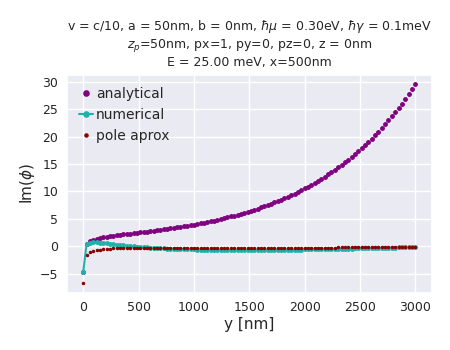 v = c/10, a = 50nm, b = 0nm, ℏμ = 0.30eV, ℏγ = 0.1meV
z_p=50nm, px=1, py=0, pz=0, z = 0nm
E = 25.00 meV, x=500nm
analytical
numerical
pole aprox
Im(ϕ)
30
25
20
15
10
5
0
−5
0 500 1000 1500 2000 2500 3000
y [nm]